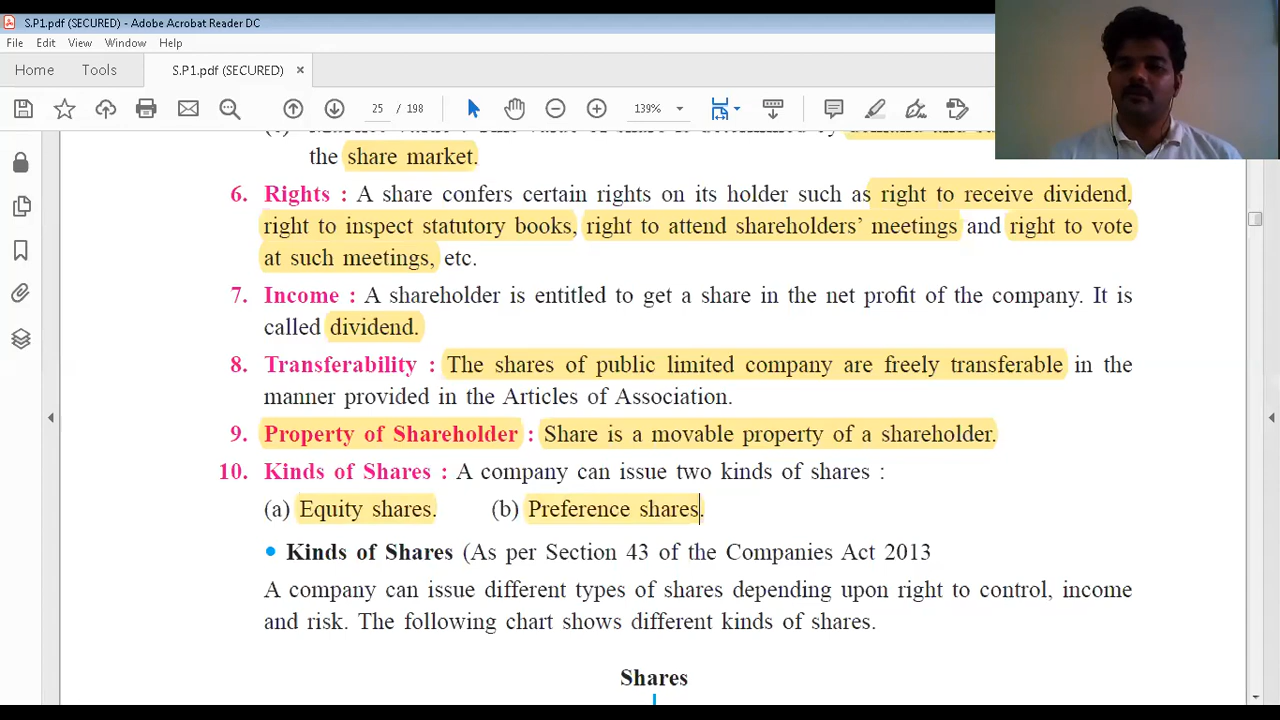 S.P1.pdf (SECURED) - Adobe Acrobat Reader DC
File Edit View Window Help
Home Tools S.P1.pdf (SECURED) ×
25 / 198 139%
the share market.
6. Rights : A share confers certain rights on its holder such as right to receive dividend,
right to inspect statutory books, right to attend shareholders’ meetings and right to vote
at such meetings, etc.
7. Income : A shareholder is entitled to get a share in the net profit of the company. It is
called dividend.
8. Transferability : The shares of public limited company are freely transferable in the
manner provided in the Articles of Association.
9. Property of Shareholder : Share is a movable property of a shareholder.
10. Kinds of Shares : A company can issue two kinds of shares :
(a) Equity shares. (b) Preference shares.
• Kinds of Shares (As per Section 43 of the Companies Act 2013
A company can issue different types of shares depending upon right to control, income
and risk. The following chart shows different kinds of shares.
Shares